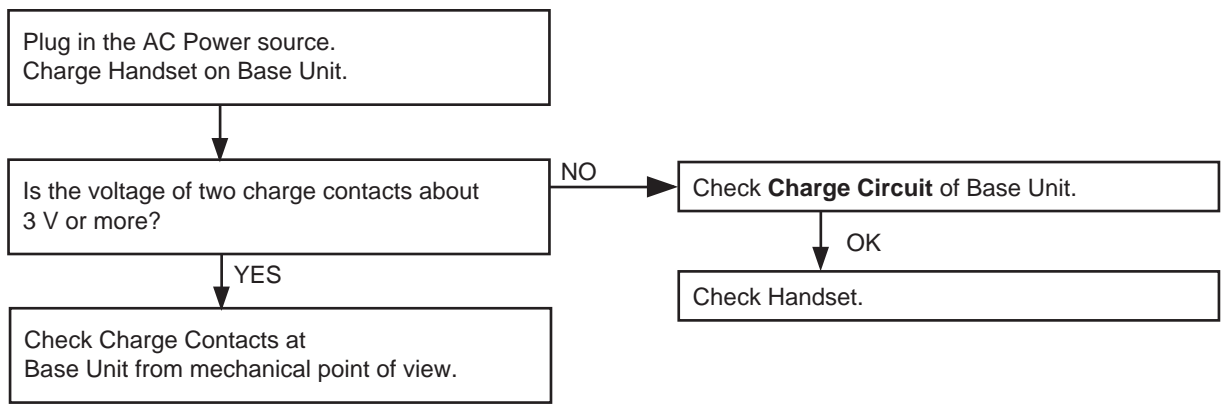 Plug in the AC Power source.
Charge Handset on Base Unit.
Is the voltage of two charge contacts about
3 V or more?
NO
Check Charge Circuit of Base Unit.
OK
Check Handset.
YES
Check Charge Contacts at
Base Unit from mechanical point of view.